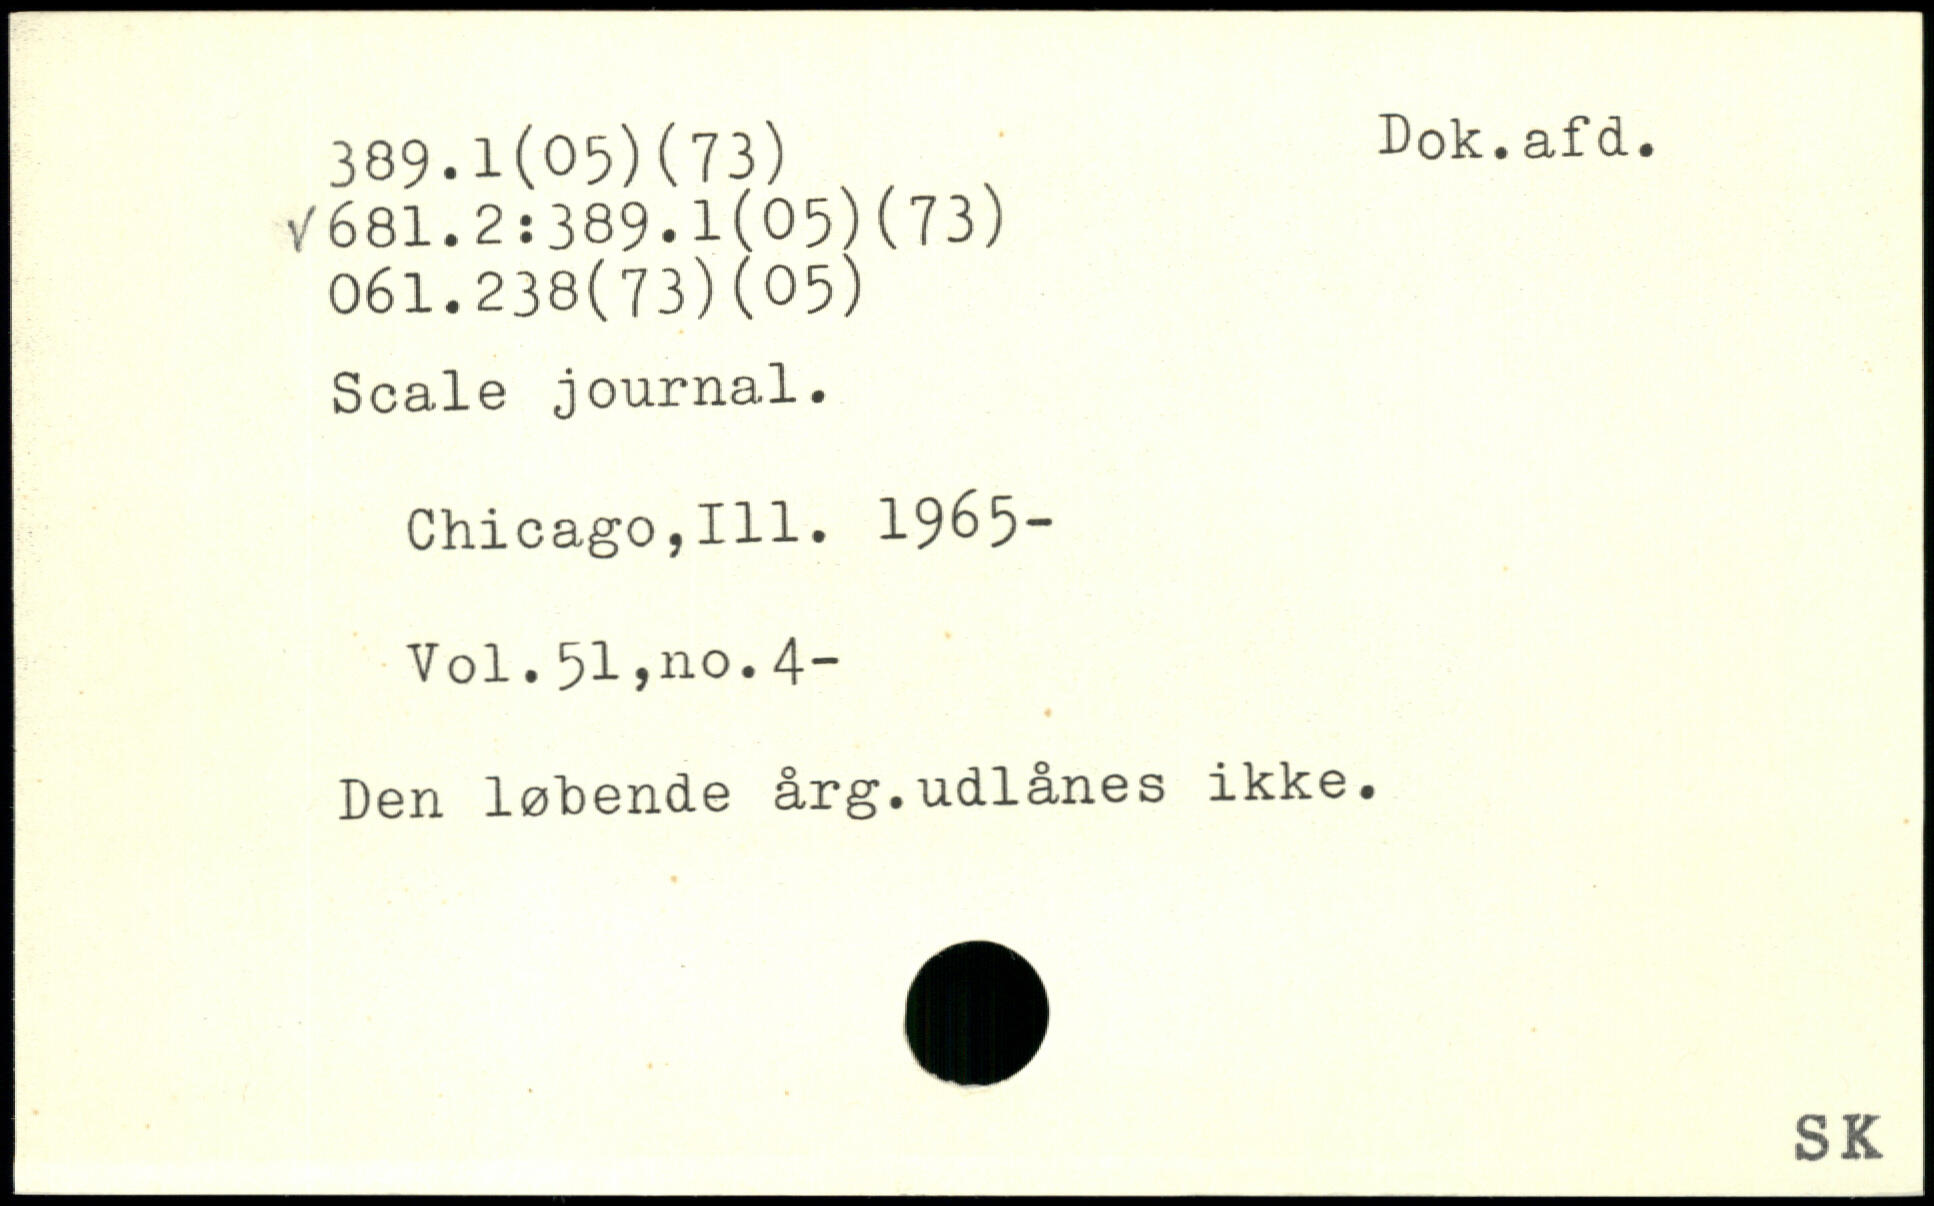 389.1(05)(73)
Dok.afd.
√681.2:389.1(05)(73)
061.238(73)(05)
Scale journal.
Chicago,Ill. 1965-
Vol.51,no.4-
Den løbende årg.udlånes ikke.
SK